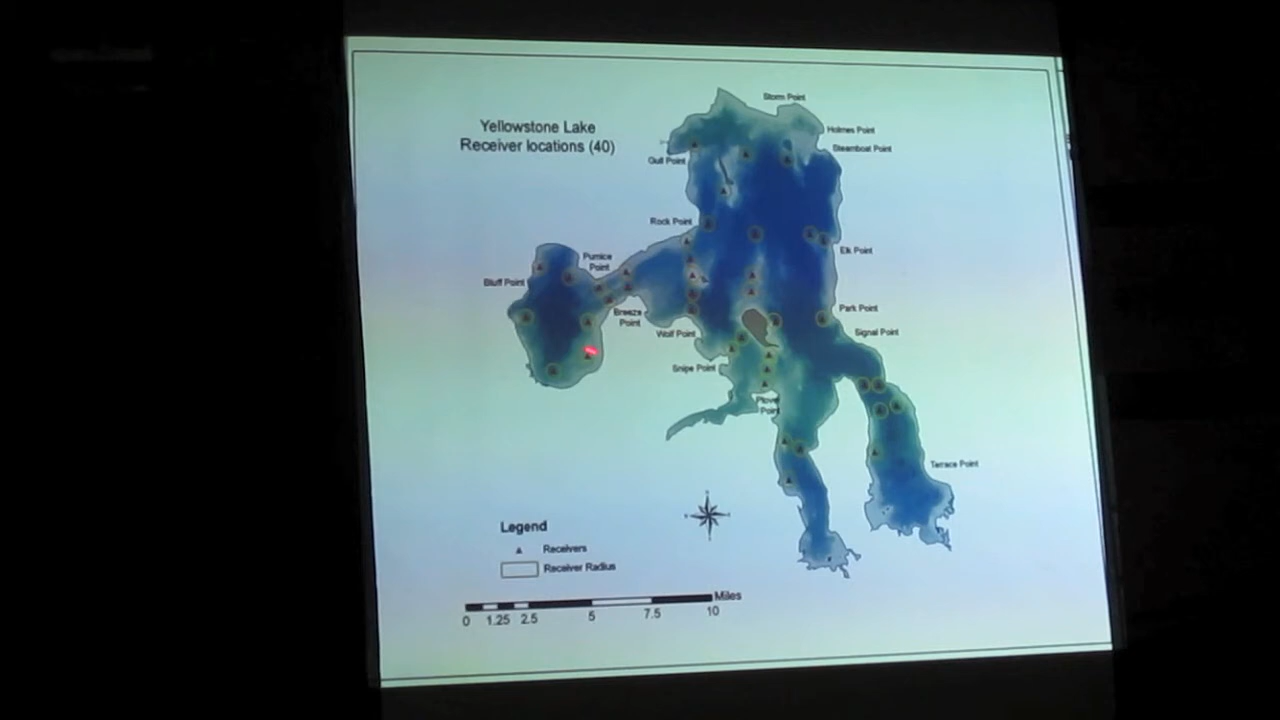 Storm Point
Yellowstone Lake
Receiver locations (40)
Holmes Point
Steamboat Point
Gull Point
Rock Point
Elk Point
Pumice
Point
Bluff Point
Breeze
Point
Park Point
Wolf Point
Signal Point
Snipe Point
Plover
Point
Terrace Point
Legend
Receivers
Receiver Radius
Miles
0 1.25 2.5 5 7.5 10